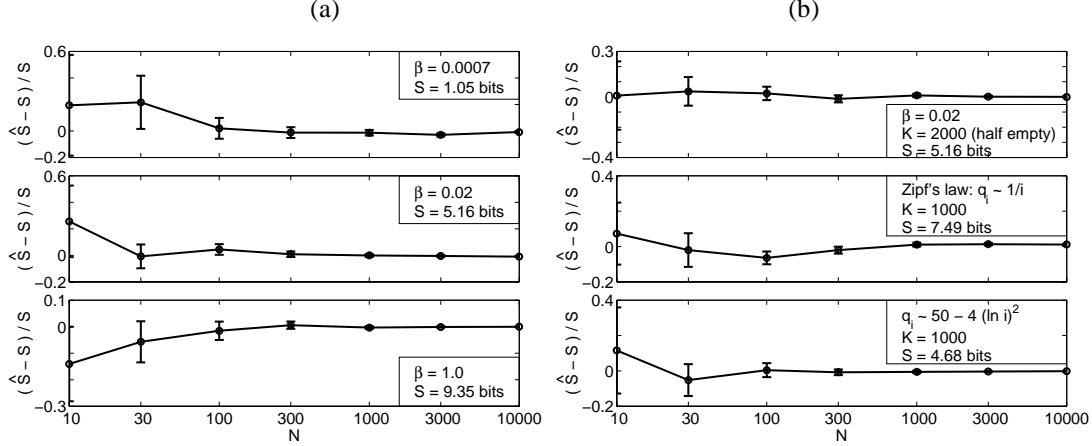 (a)
0.6
0
−0.2
( Ŝ − S ) / S
β = 0.0007
S = 1.05 bits
0.6
0
−0.2
( Ŝ − S ) / S
β = 0.02
S = 5.16 bits
0.1
0
−0.3
( Ŝ − S ) / S
β = 1.0
S = 9.35 bits
10 30 100 300 1000 3000 10000
N
(b)
0.3
0
−0.4
( Ŝ − S ) / S
β = 0.02
K = 2000 (half empty)
S = 5.16 bits
0.4
0
−0.2
( Ŝ − S ) / S
Zipf's law: q_i ~ 1/i
K = 1000
S = 7.49 bits
0.4
0
−0.2
( Ŝ − S ) / S
q_i ~ 50 − 4 (ln i)²
K = 1000
S = 4.68 bits
10 30 100 300 1000 3000 10000
N